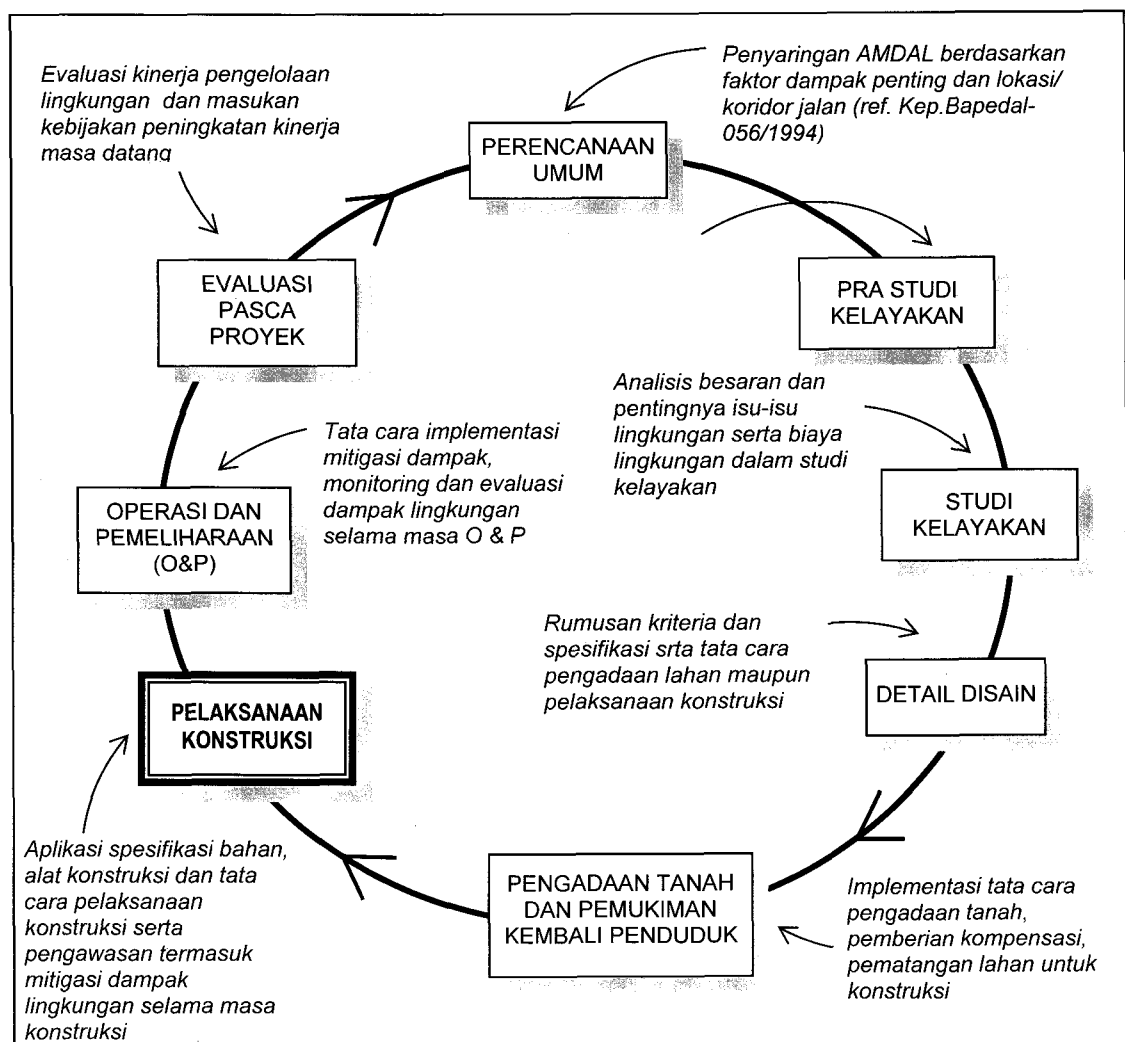 Evaluasi kinerja pengelolaan
lingkungan dan masukan
kebijakan peningkatan kinerja
masa datang
Penyaringan AMDAL berdasarkan
faktor dampak penting dan lokasi/
koridor jalan (ref. Kep.Bapedal-
056/1994)
PERENCANAAN
UMUM
EVALUASI
PASCA
PROYEK
PRA STUDI
KELAYAKAN
Analisis besaran dan
pentingnya isu-isu
lingkungan serta biaya
lingkungan dalam studi
kelayakan
Tata cara implementasi
mitigasi dampak,
monitoring dan evaluasi
dampak lingkungan
selama masa O & P
OPERASI DAN
PEMELIHARAAN
(O&P)
STUDI
KELAYAKAN
Rumusan kriteria dan
spesifikasi srta tata cara
pengadaan lahan maupun
pelaksanaan konstruksi
DETAIL DISAIN
PELAKSANAAN
KONSTRUKSI
Aplikasi spesifikasi bahan,
alat konstruksi dan tata
cara pelaksanaan
konstruksi serta
pengawasan termasuk
mitigasi dampak
lingkungan selama masa
konstruksi
PENGADAAN TANAH
DAN PEMUKIMAN
KEMBALI PENDUDUK
Implementasi tata cara
pengadaan tanah,
pemberian kompensasi,
pematangan lahan untuk
konstruksi